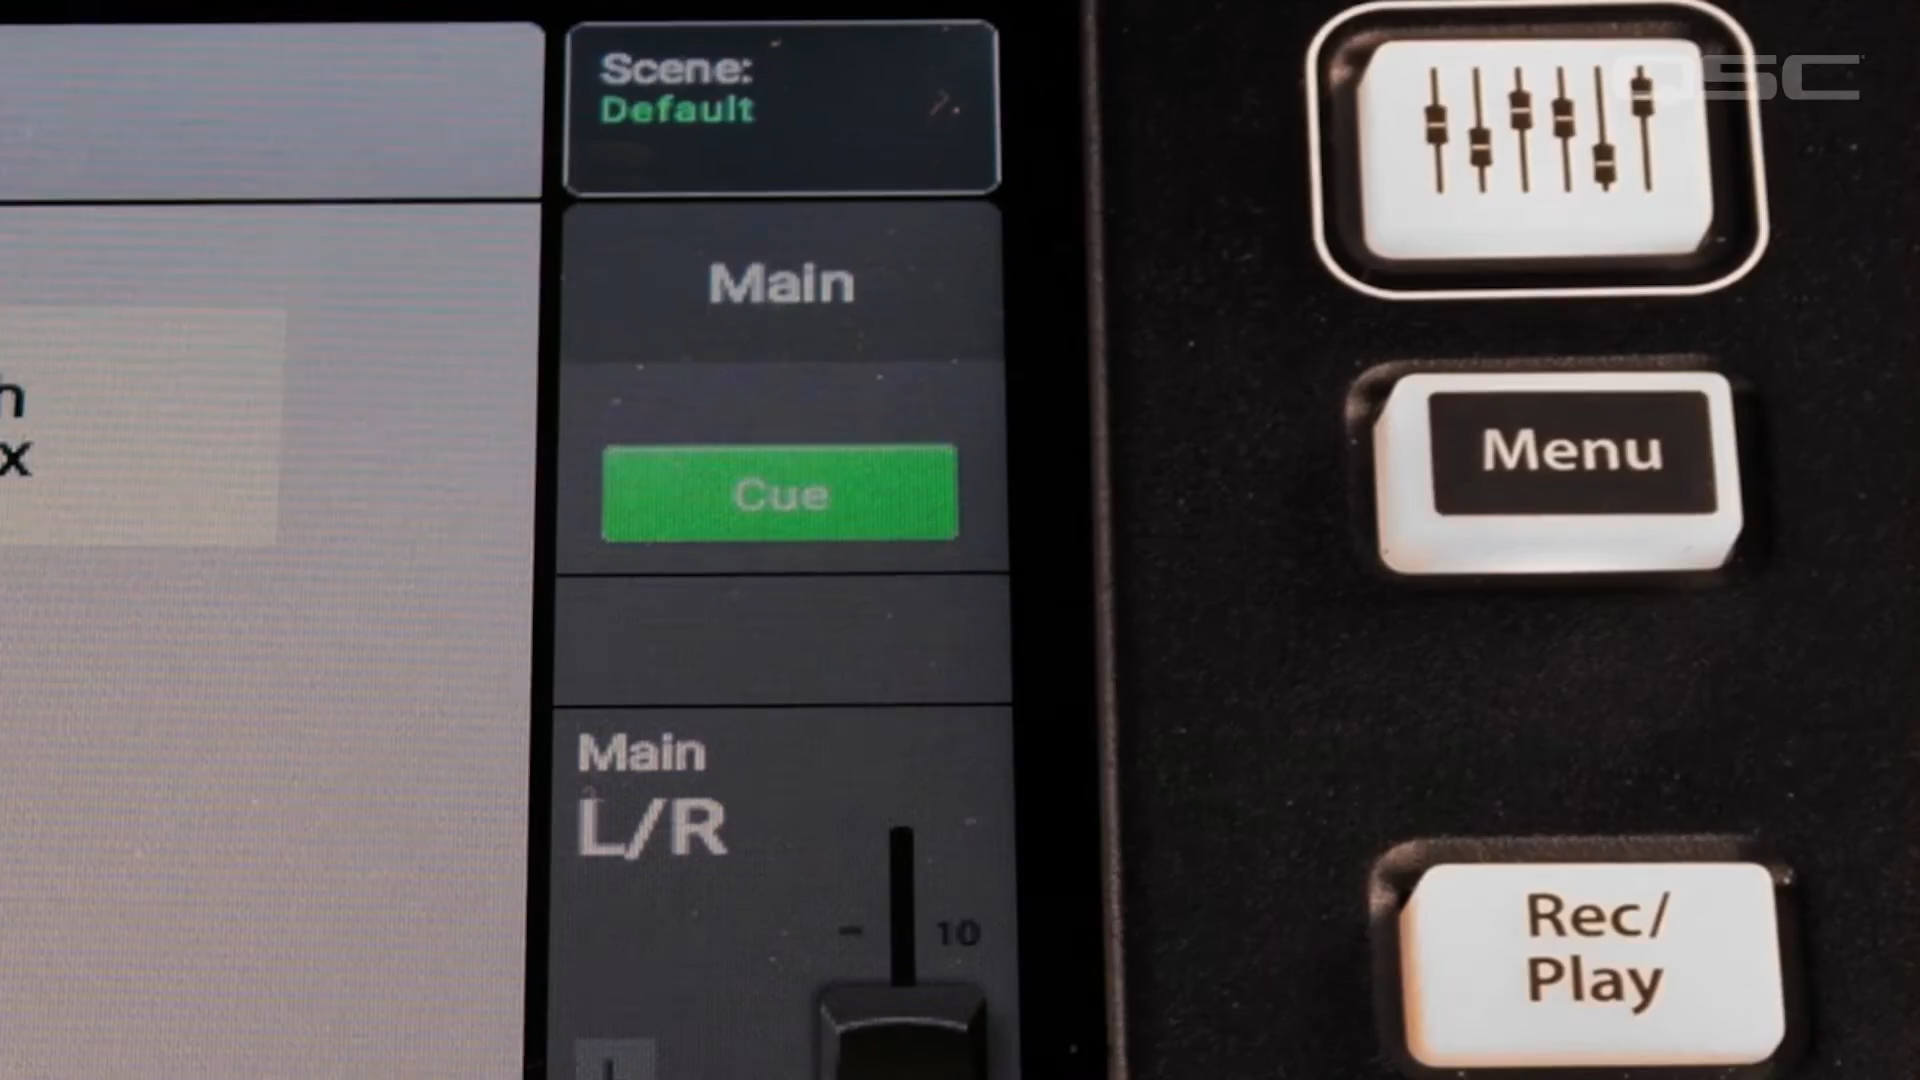 Scene:
Default
QSC
Main
Cue
Menu
Main
L/R
- 10
Rec/
Play